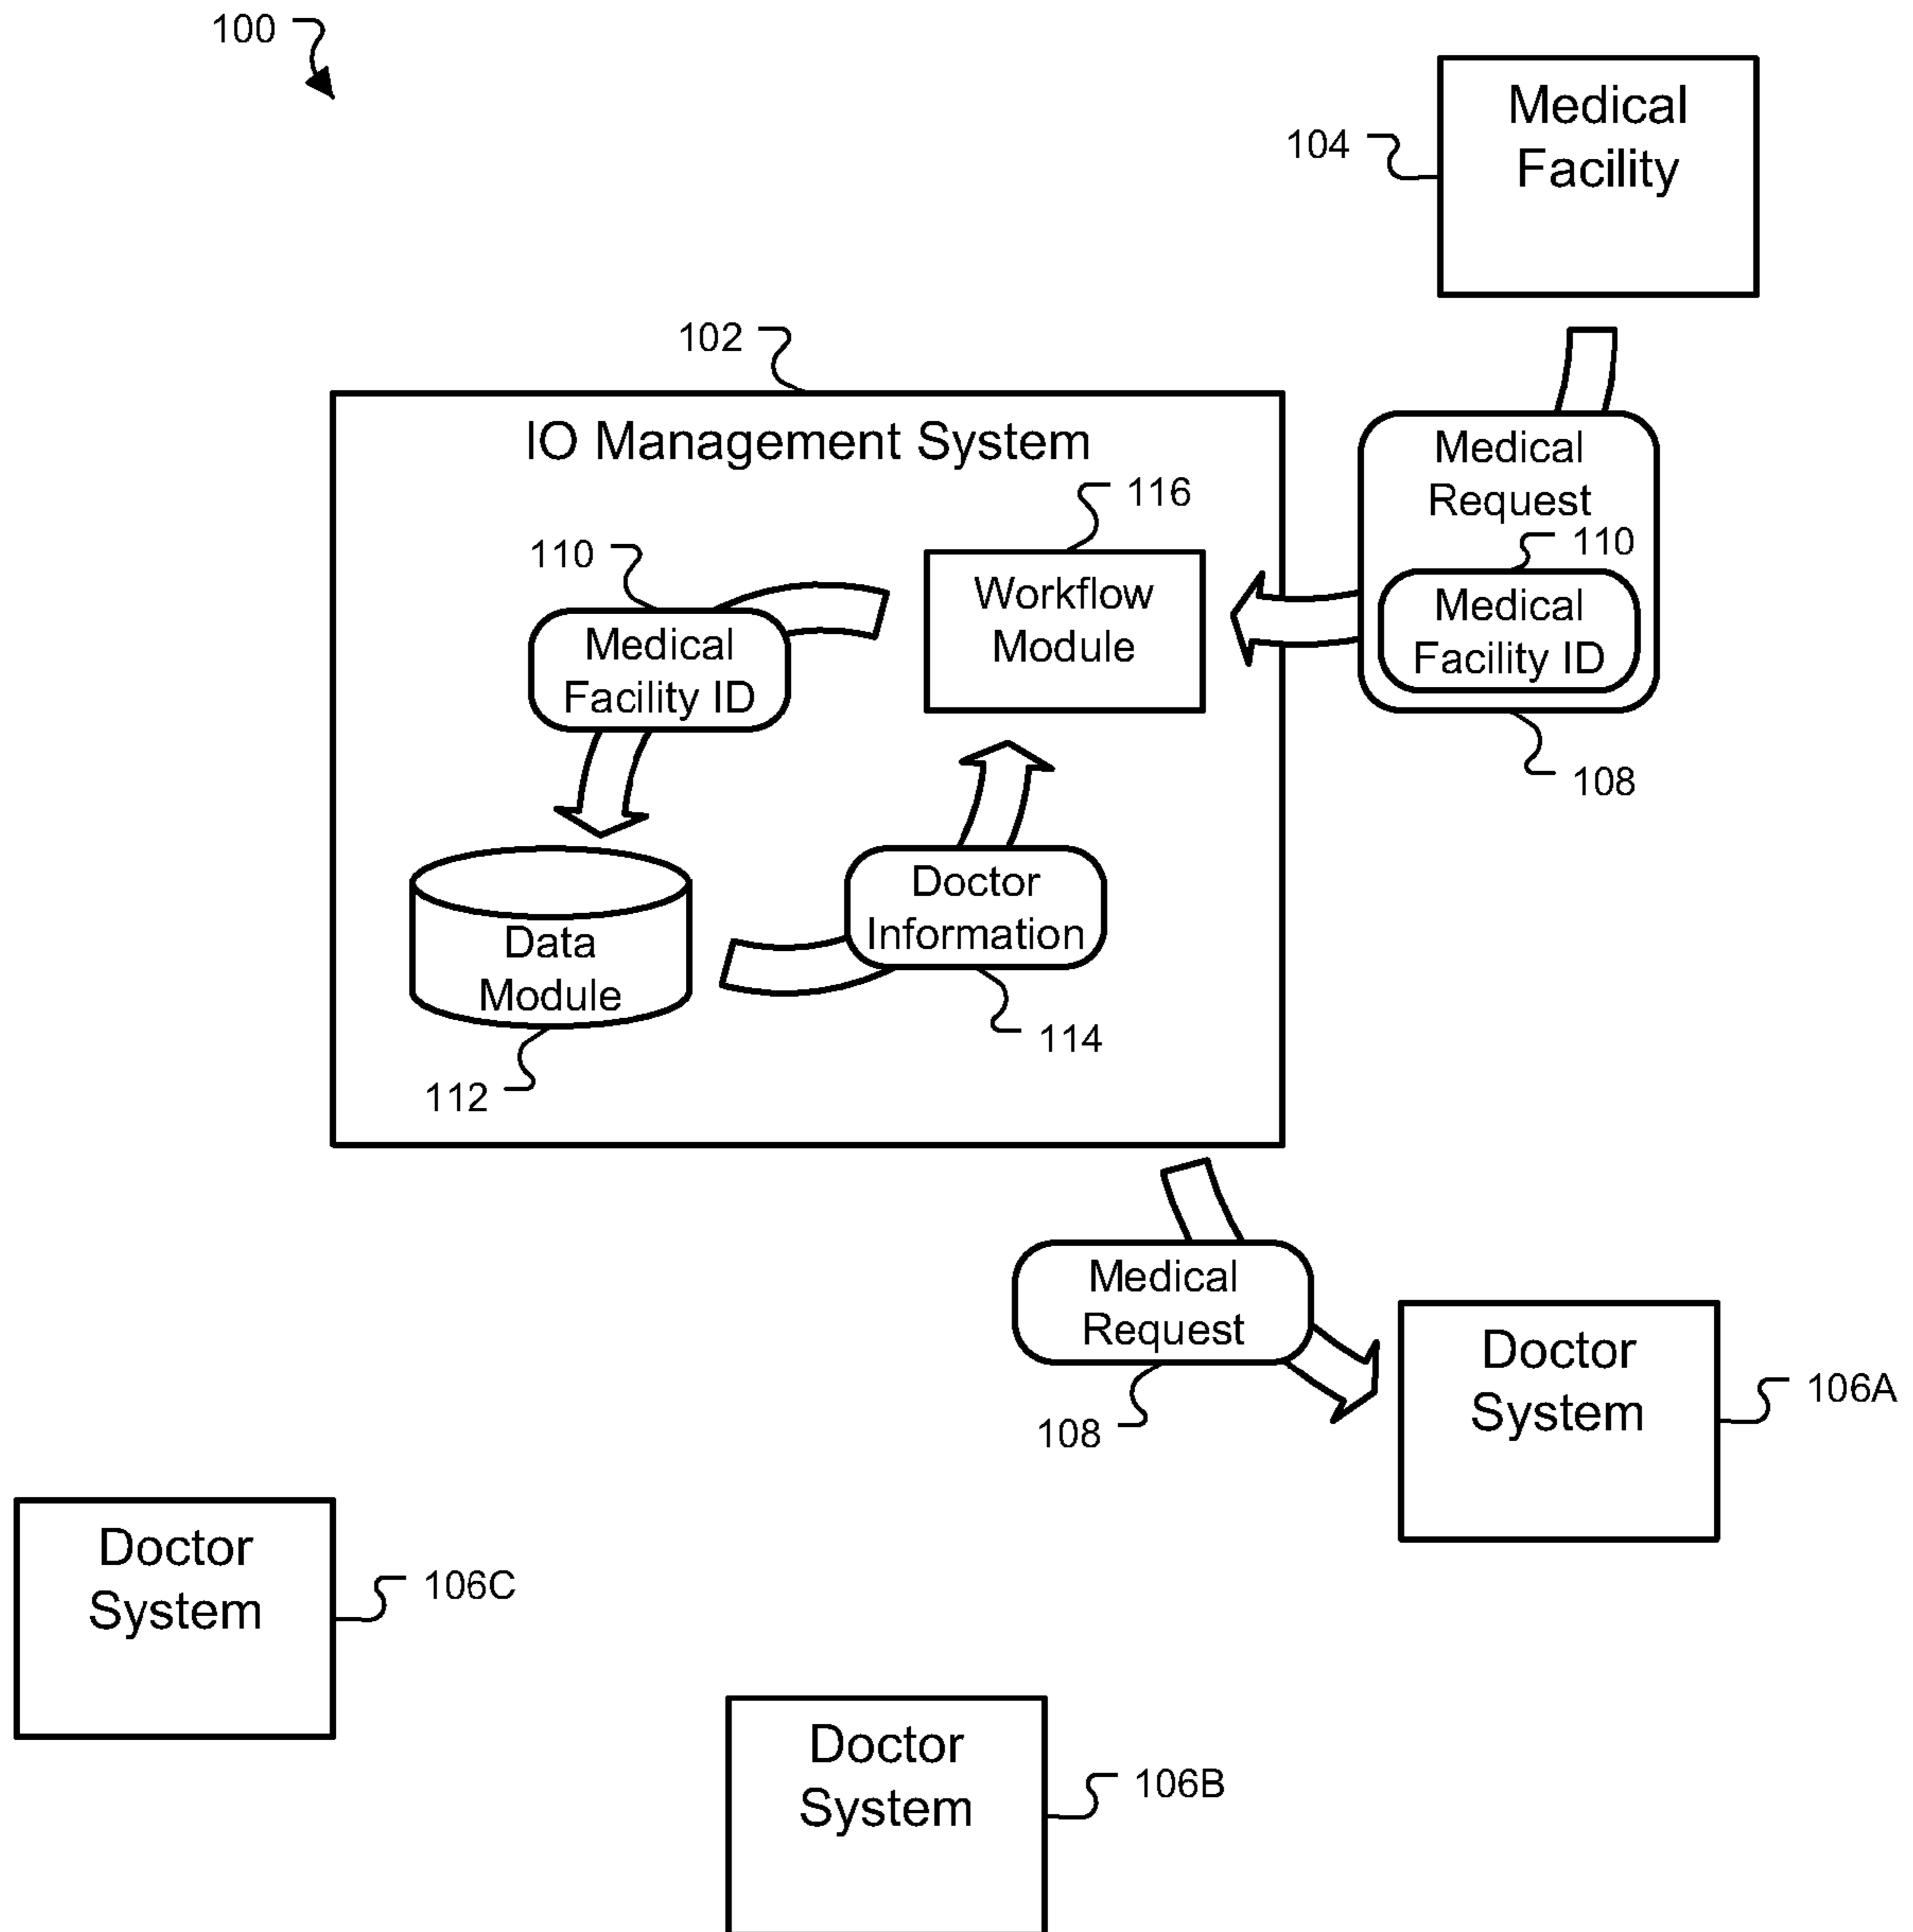 100
Medical
Facility
104
102
IO Management System
Medical
Request
110
Medical
Facility ID
108
116
Workflow
Module
110
Medical
Facility ID
Doctor
Information
114
Data
Module
112
Medical
Request
108
Doctor
System
106A
Doctor
System
106C
Doctor
System
106B